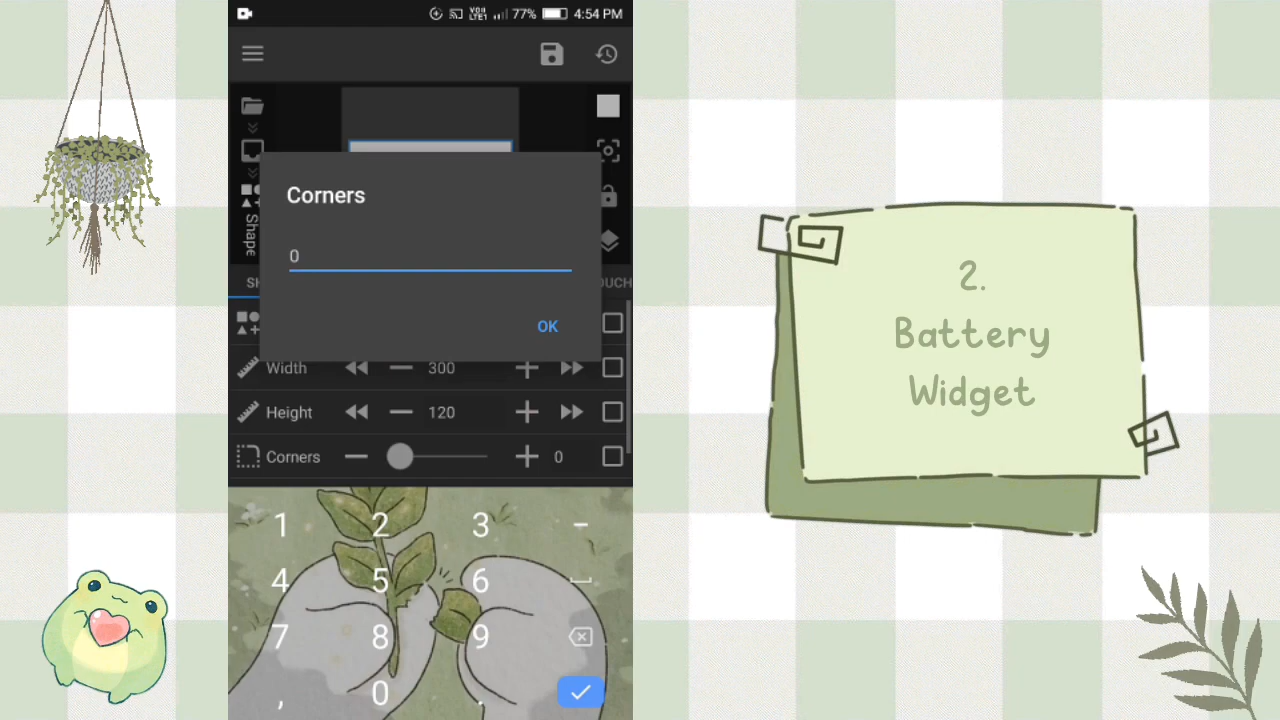 77% 4:54 PM
Shape
Corners
0
OK
Width 300
Height 120
Corners 0
1 2 3 -
4 5 6
7 8 9
, 0 .
2.
Battery
Widget